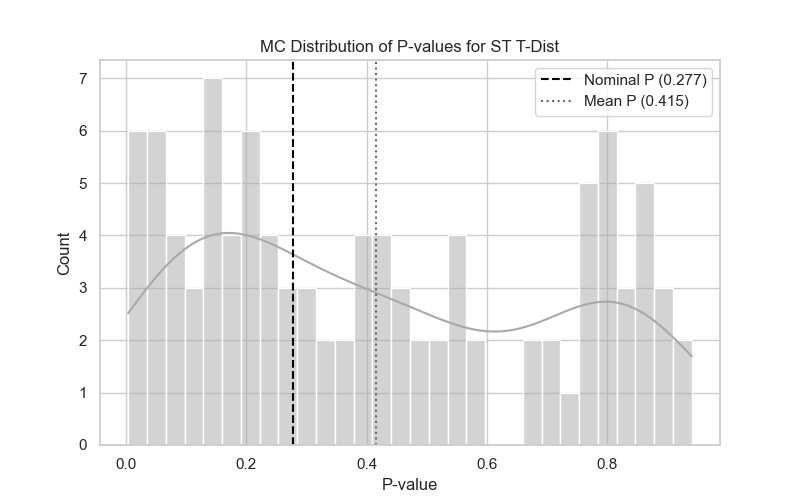 MC Distribution of P-values for ST T-Dist
Nominal P (0.277)
Mean P (0.415)
Count
7
6
5
4
3
2
1
0
0.0 0.2 0.4 0.6 0.8
P-value